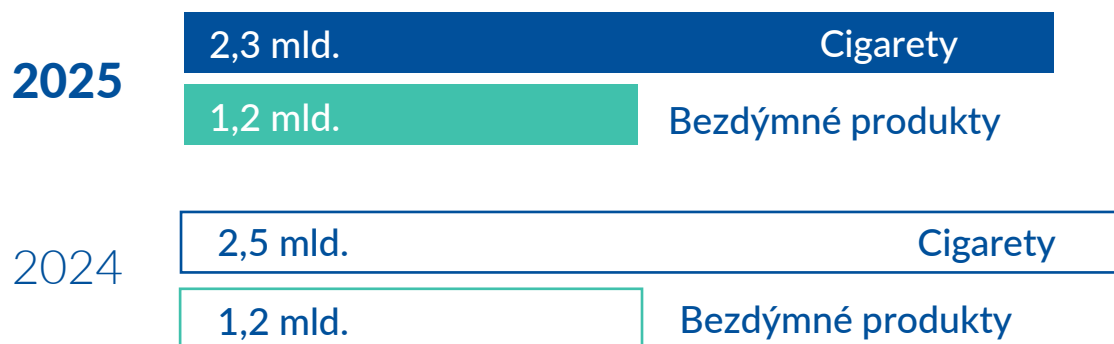 2025
2,3 mld. Cigarety
1,2 mld. Bezdýmné produkty
2024
2,5 mld. Cigarety
1,2 mld. Bezdýmné produkty